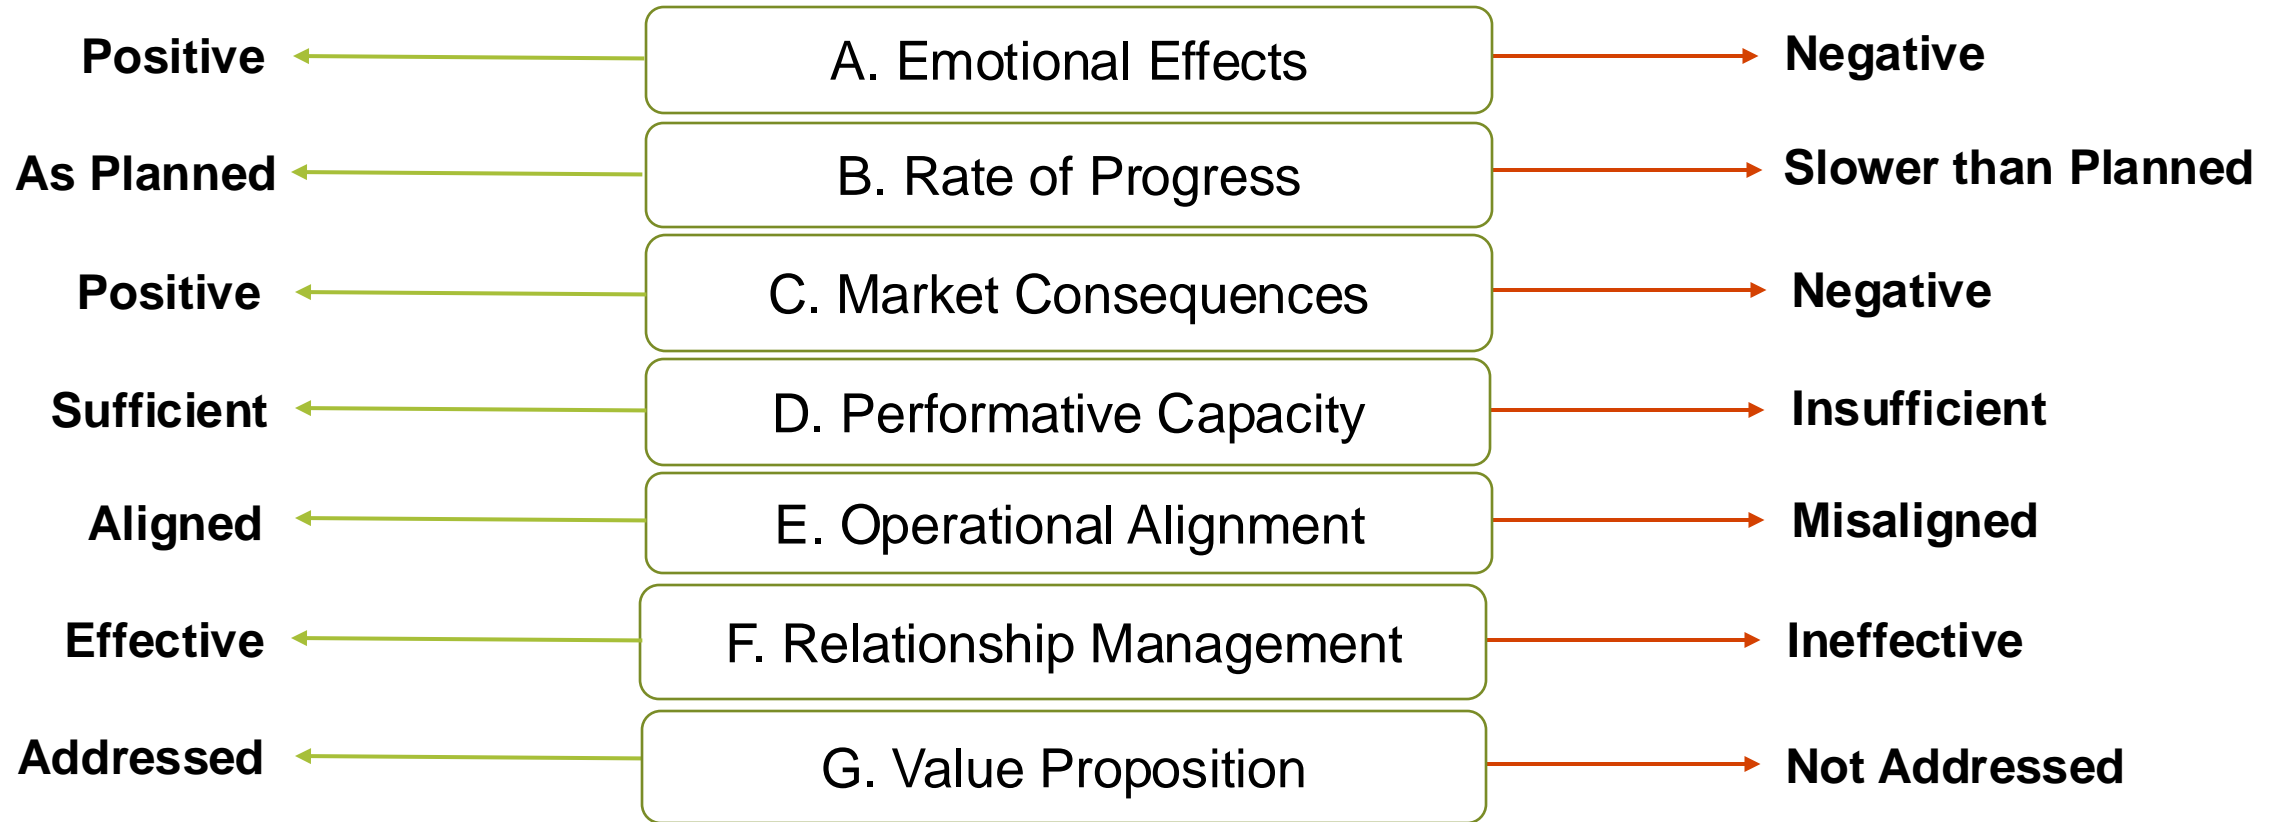 Positive
A. Emotional Effects
Negative
As Planned
B. Rate of Progress
Slower than Planned
Positive
C. Market Consequences
Negative
Sufficient
D. Performative Capacity
Insufficient
Aligned
E. Operational Alignment
Misaligned
Effective
F. Relationship Management
Ineffective
Addressed
G. Value Proposition
Not Addressed